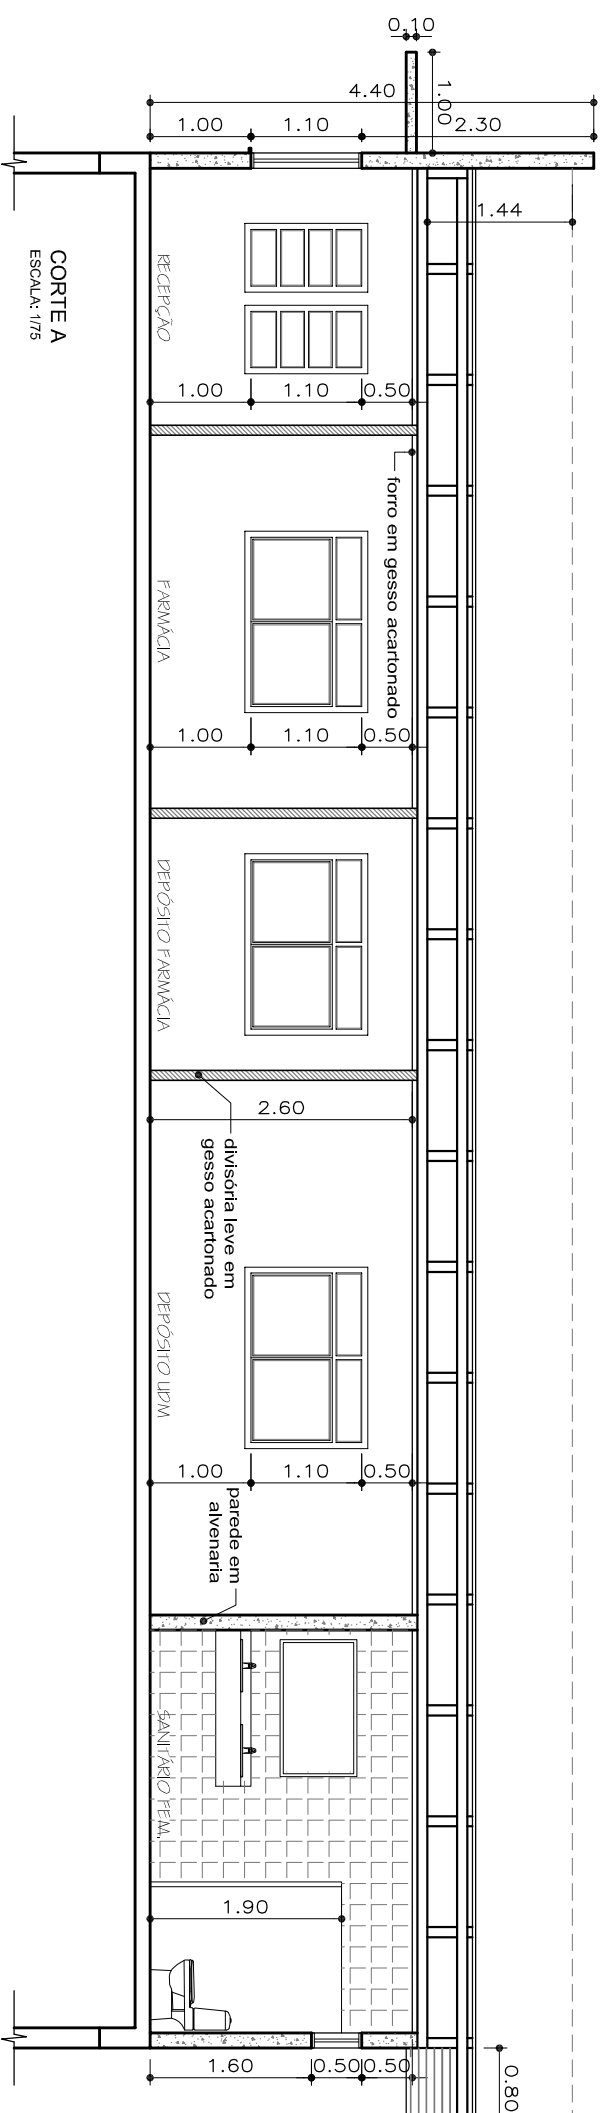 0.10
1.00
4.40
1.00
1.10
2.30
1.44
CORTE A
ESCALA: 1/75
RECEPÇÃO
1.00
1.10
0.50
forro em gesso acartonado
FARMÁCIA
1.00
1.10
0.50
DEPÓSITO FARMÁCIA
2.60
divisória leve em
gesso acartonado
DEPÓSITO UDM
1.00
1.10
0.50
parede em
alvenaria
SANITÁRIO FEM.
1.90
1.60
0.50
0.50
0.80